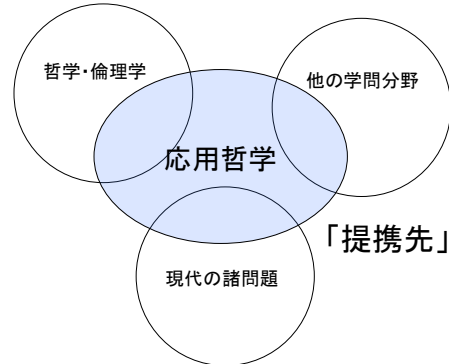 哲学・倫理学
他の学問分野
応用哲学
「提携先」
現代の諸問題